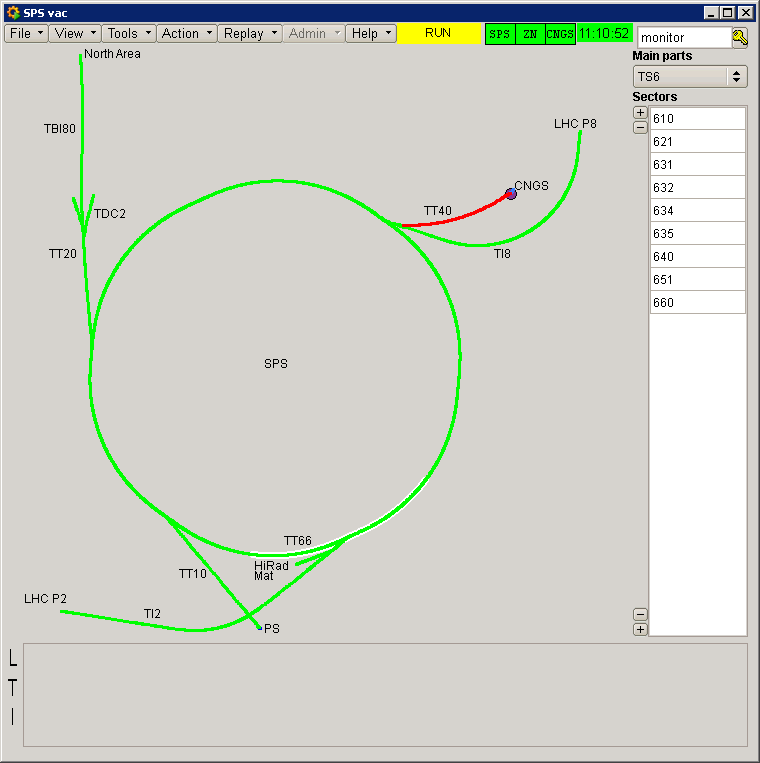 SPS vac
File View Tools Action Replay Admin Help RUN SPS ZN CNGS 11:10:52 monitor
North Area
Main parts
TS6
Sectors
610
621
631
632
634
635
640
651
660
TBI80
LHC P8
CNGS
TT40
TDC2
TT20
TI8
SPS
TT66
HiRad
Mat
TT10
LHC P2
TI2
PS
L
T
I